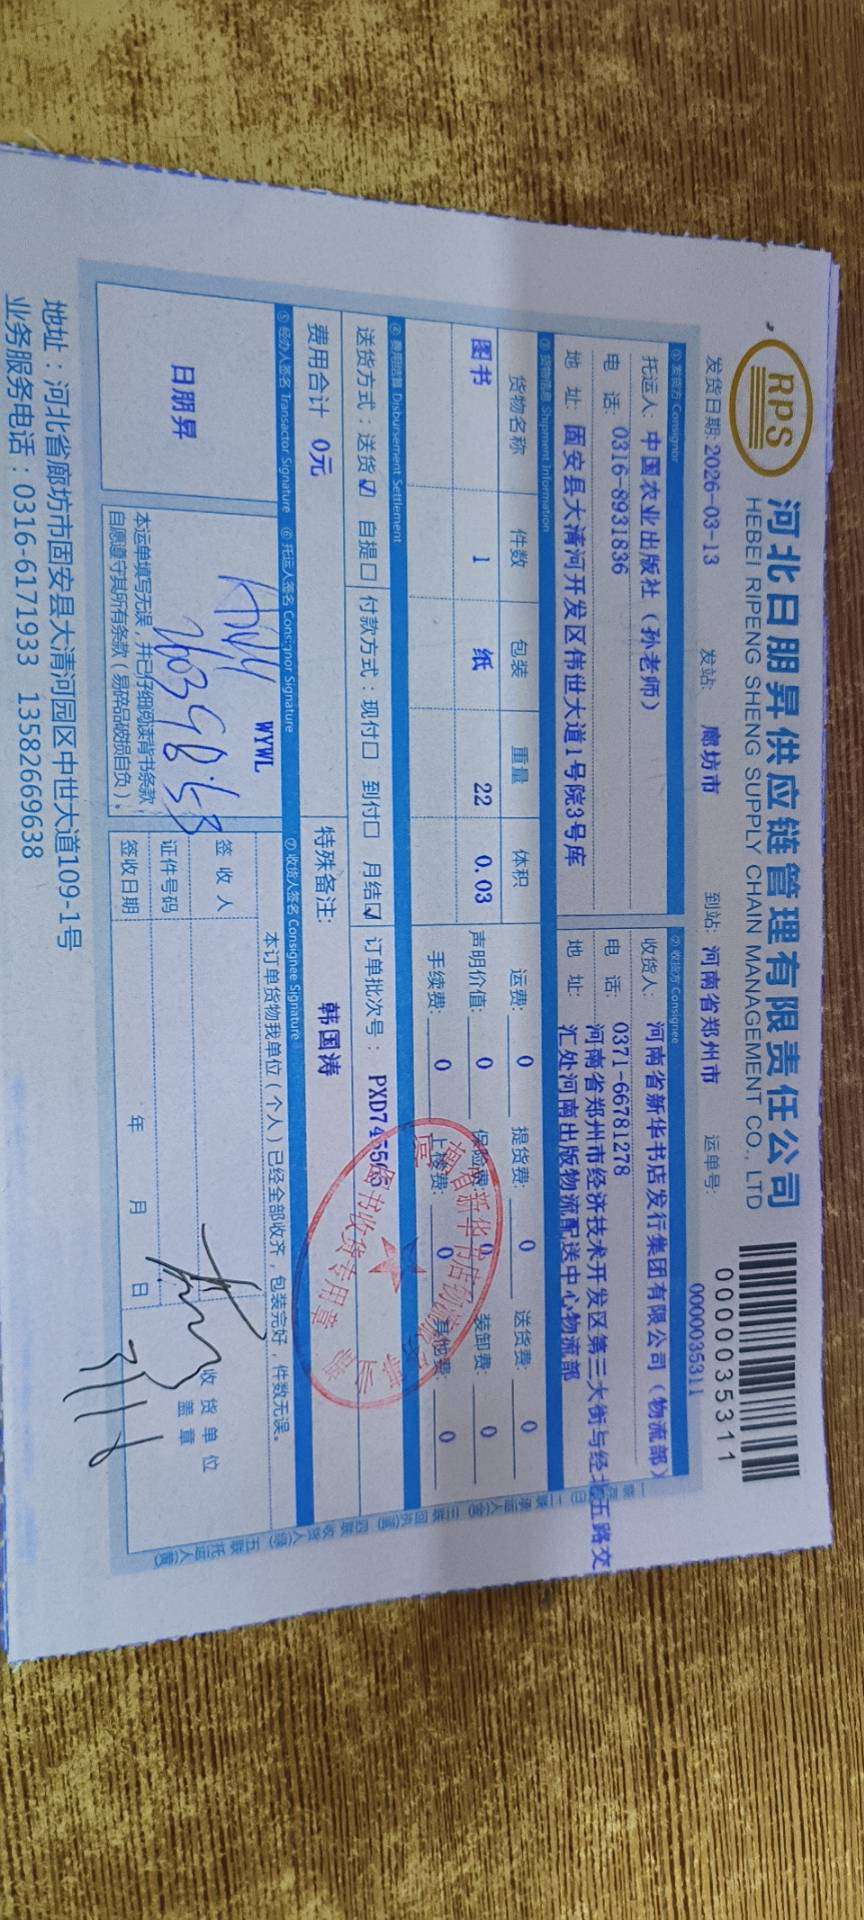 RPS
河北日朋昇供应链管理有限责任公司
HEBEI RIPENG SHENG SUPPLY CHAIN MANAGEMENT CO., LTD
0000035311
发货日期:2026-03-13 发站: 廊坊市 到站: 河南省郑州市 运单号: 0000035311
① 发货方 Consignor
托运人: 中国农业出版社（孙老师）
电 话: 0316-8931836
地 址: 固安县大清河开发区伟世大道1号院3号库
② 收货方 Consignee
收货人: 河南省新华书店发行集团有限公司（物流部）
电 话: 0371-66781278
地 址: 河南省郑州市经济技术开发区第三大街与经北五路交
汇处河南出版物流配送中心物流部
③ 货物信息 Shipment Information
货物名称 件数 包装 重量 体积
图书 1 纸 22 0.03
运费: 0 提货费: 0 送货费: 0
声明价值: 0 保险费: 0 装卸费: 0
手续费: 0 上楼费: 0 其他费: 0
④ 费用结算 Disbursement Settlement
送货方式：送货☑ 自提□ 付款方式：现付□ 到付□ 月结☑ 订单批次号：
费用合计 0元 特殊备注: 韩国涛
图书收货专用章
⑤ 经办人签名 Transactor Signature ⑥ 托运人签名 Consignor Signature ⑦ 收货人签名 Consignee Signature
日朋昇
WYWL
本运单填写无误，并已仔细阅读背书条款，
自愿遵守其所有条款（易碎品破损自负）。
本订单货物我单位（个人）已经全部收齐，包装完好，件数无误。
签收人
证件号码
签收日期 年 月 日
收货单位
盖章
地址：河北省廊坊市固安县大清河园区中世大道109-1号
业务服务电话：0316-6171933 13582669638